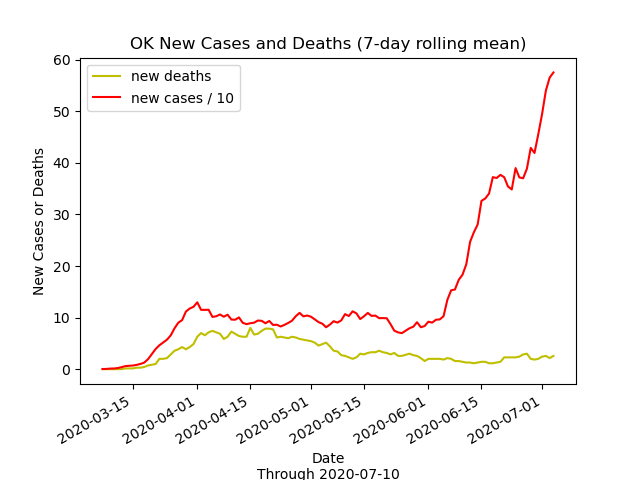 OK New Cases and Deaths (7-day rolling mean)
new deaths
new cases / 10
New Cases or Deaths
60
50
40
30
20
10
0
2020-03-15
2020-04-01
2020-04-15
2020-05-01
2020-05-15
2020-06-01
2020-06-15
2020-07-01
Date
Through 2020-07-10